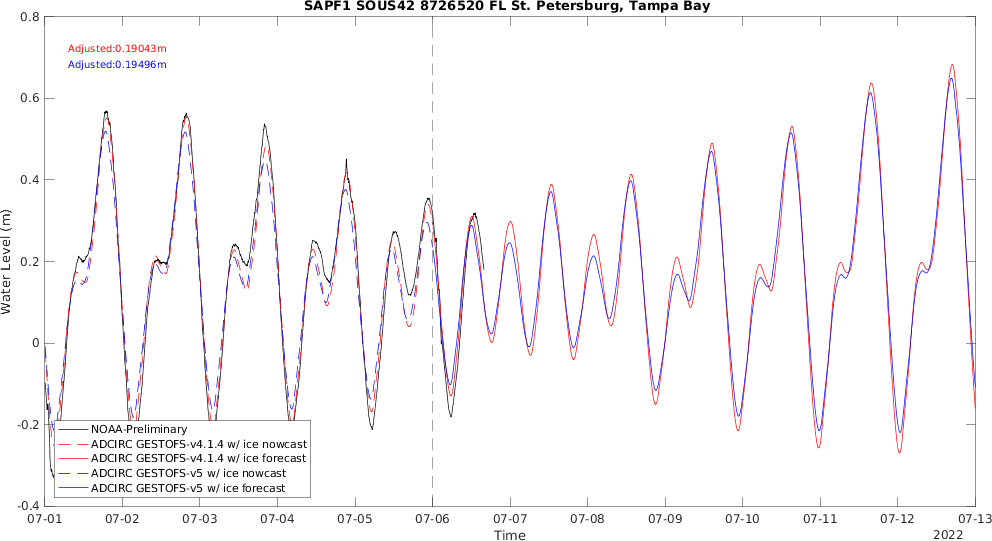 SAPF1 SOUS42 8726520 FL St. Petersburg, Tampa Bay
0.8
Adjusted:0.19043m
Adjusted:0.19496m
0.6
0.4
0.2
0
-0.2
-0.4
Water Level (m)
NOAA-Preliminary
ADCIRC GESTOFS-v4.1.4 w/ ice nowcast
ADCIRC GESTOFS-v4.1.4 w/ ice forecast
ADCIRC GESTOFS-v5 w/ ice nowcast
ADCIRC GESTOFS-v5 w/ ice forecast
07-01 07-02 07-03 07-04 07-05 07-06 07-07 07-08 07-09 07-10 07-11 07-12 07-13
Time
2022